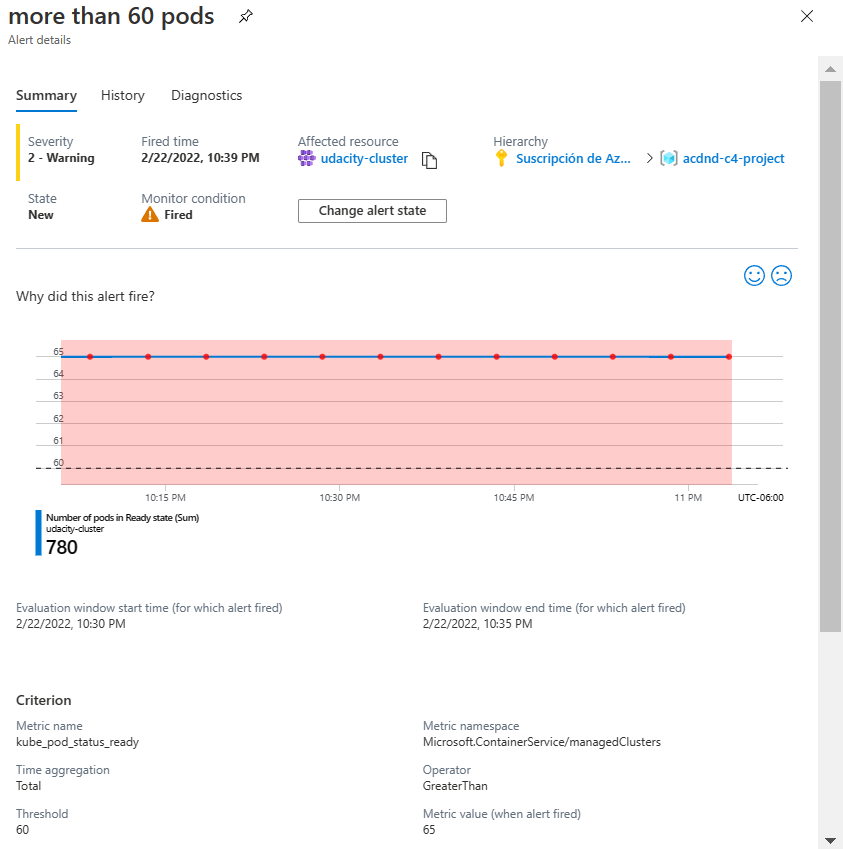 more than 60 pods
Alert details
Summary History Diagnostics
Severity Fired time Affected resource Hierarchy
2 - Warning 2/22/2022, 10:39 PM udacity-cluster Suscripción de Az... > acdnd-c4-project
State Monitor condition
New Fired Change alert state
Why did this alert fire?
65
64
63
62
61
60
10:15 PM 10:30 PM 10:45 PM 11 PM UTC-06:00
Number of pods in Ready state (Sum)
udacity-cluster
780
Evaluation window start time (for which alert fired) Evaluation window end time (for which alert fired)
2/22/2022, 10:30 PM 2/22/2022, 10:35 PM
Criterion
Metric name Metric namespace
kube_pod_status_ready Microsoft.ContainerService/managedClusters
Time aggregation Operator
Total GreaterThan
Threshold Metric value (when alert fired)
60 65